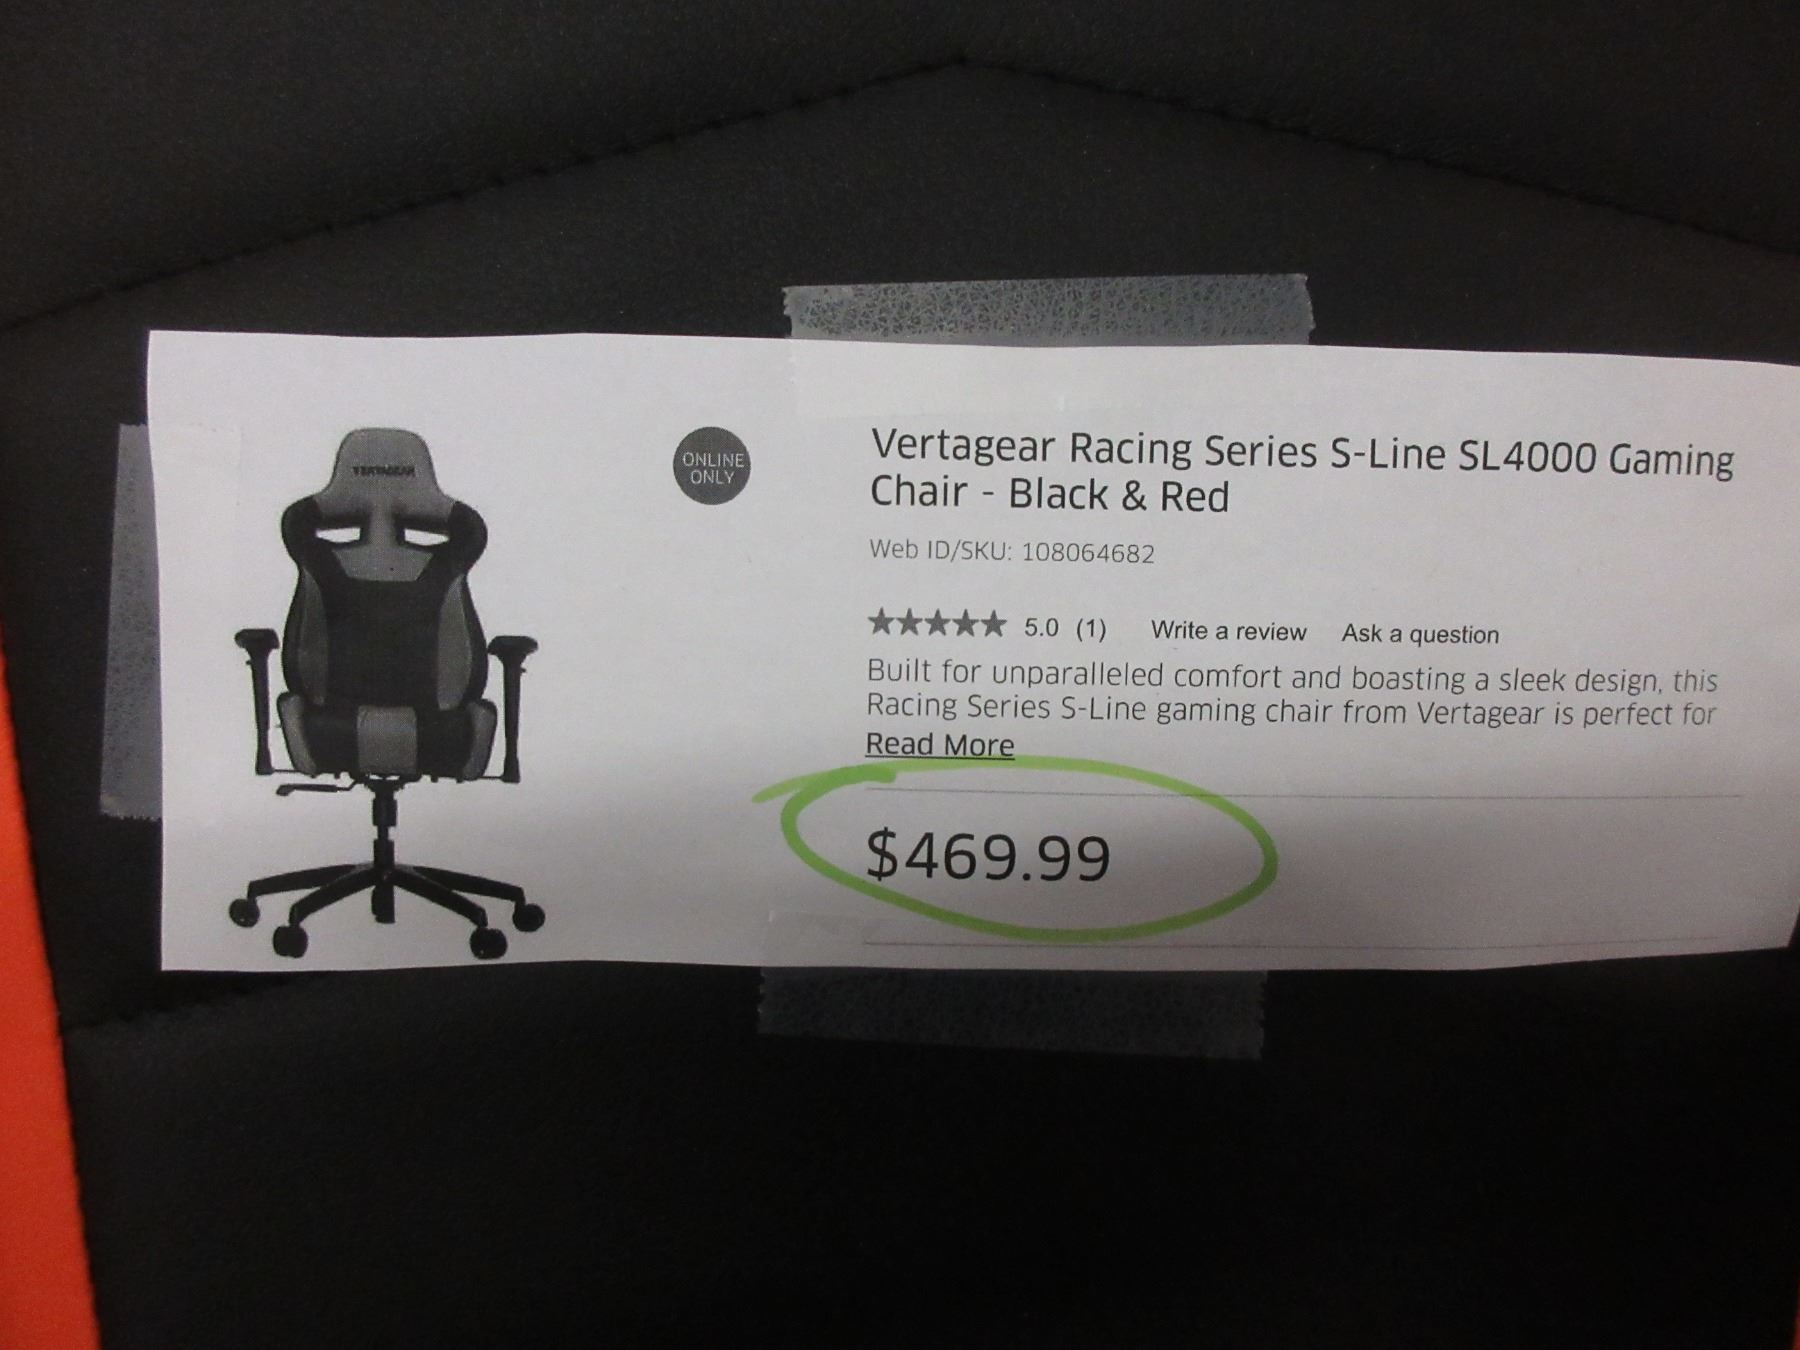 VERTAGEAR
ONLINE
ONLY
Vertagear Racing Series S-Line SL4000 Gaming
Chair - Black & Red
Web ID/SKU: 108064682
★★★★★ 5.0 (1) Write a review Ask a question
Built for unparalleled comfort and boasting a sleek design, this
Racing Series S-Line gaming chair from Vertagear is perfect for
Read More
$469.99